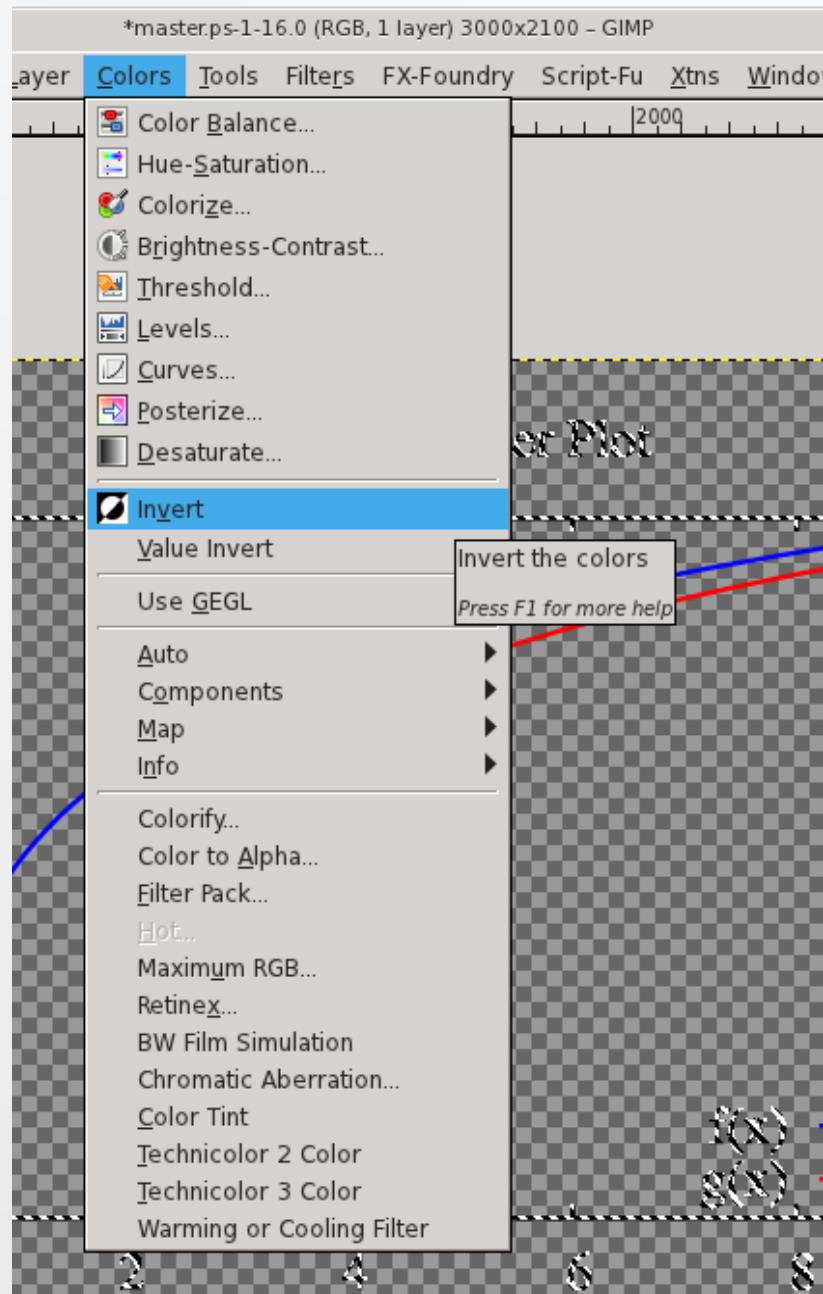 *master.ps-1-16.0 (RGB, 1 layer) 3000x2100 – GIMP
Layer Colors Tools Filters FX-Foundry Script-Fu Xtns Windo
2000
Color Balance...
Hue-Saturation...
Colorize...
Brightness-Contrast...
Threshold...
Levels...
Curves...
Posterize...
Desaturate...
er Plot
Invert
Value Invert
Invert the colors
Press F1 for more help
Use GEGL
Auto
Components
Map
Info
Colorify...
Color to Alpha...
Filter Pack...
Hot...
Maximum RGB...
Retinex...
BW Film Simulation
Chromatic Aberration...
Color Tint
f(x)
Technicolor 2 Color
Technicolor 3 Color
g(x)
Warming or Cooling Filter
2 4 6 8